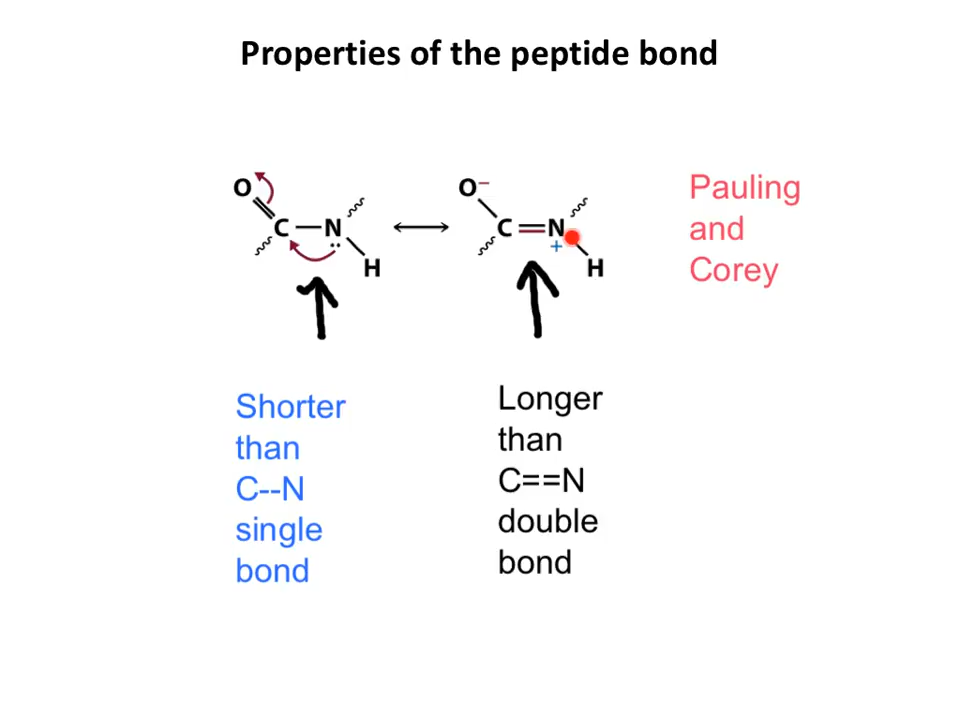 Properties of the peptide bond
O
C
N
H
O−
C
N
+
H
Pauling
and
Corey
Shorter
than
C--N
single
bond
Longer
than
C==N
double
bond